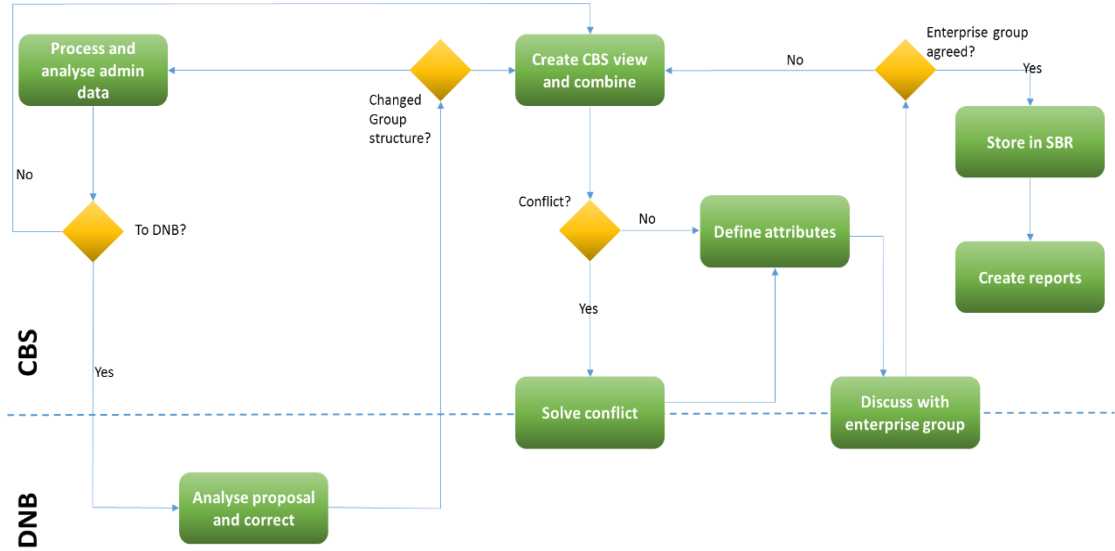 Process and
analyse admin
data
Changed
Group
structure?
Create CBS view
and combine
Enterprise group
agreed?
No
Yes
Store in SBR
No
To DNB?
Conflict?
No
Define attributes
Create reports
Yes
Yes
CBS
Solve conflict
Discuss with
enterprise group
Analyse proposal
and correct
DNB